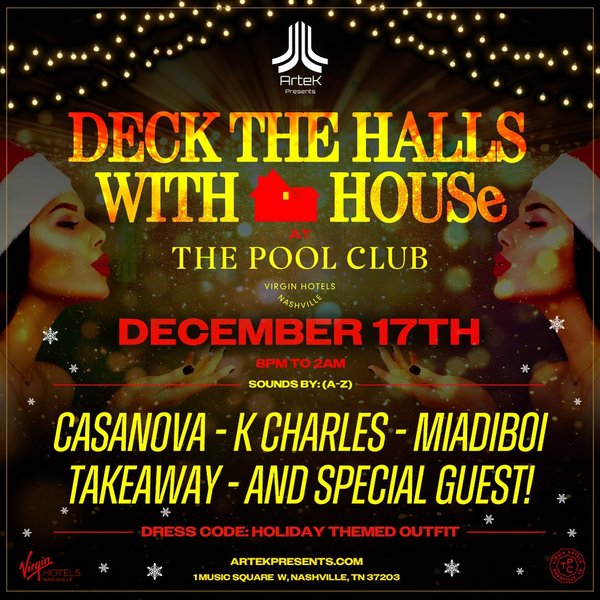 ArteK
Presents
DECK THE HALLS
WITH HOUSe
AT
THE POOL CLUB
VIRGIN HOTELS
NASHVILLE
DECEMBER 17TH
8PM TO 2AM
SOUNDS BY: (A-Z)
CASANOVA - K CHARLES - MIADIBOI
TAKEAWAY - AND SPECIAL GUEST!
DRESS CODE: HOLIDAY THEMED OUTFIT
ARTEKPRESENTS.COM
1 MUSIC SQUARE W, NASHVILLE, TN 37203
Virgin
HOTELS
NASHVILLE